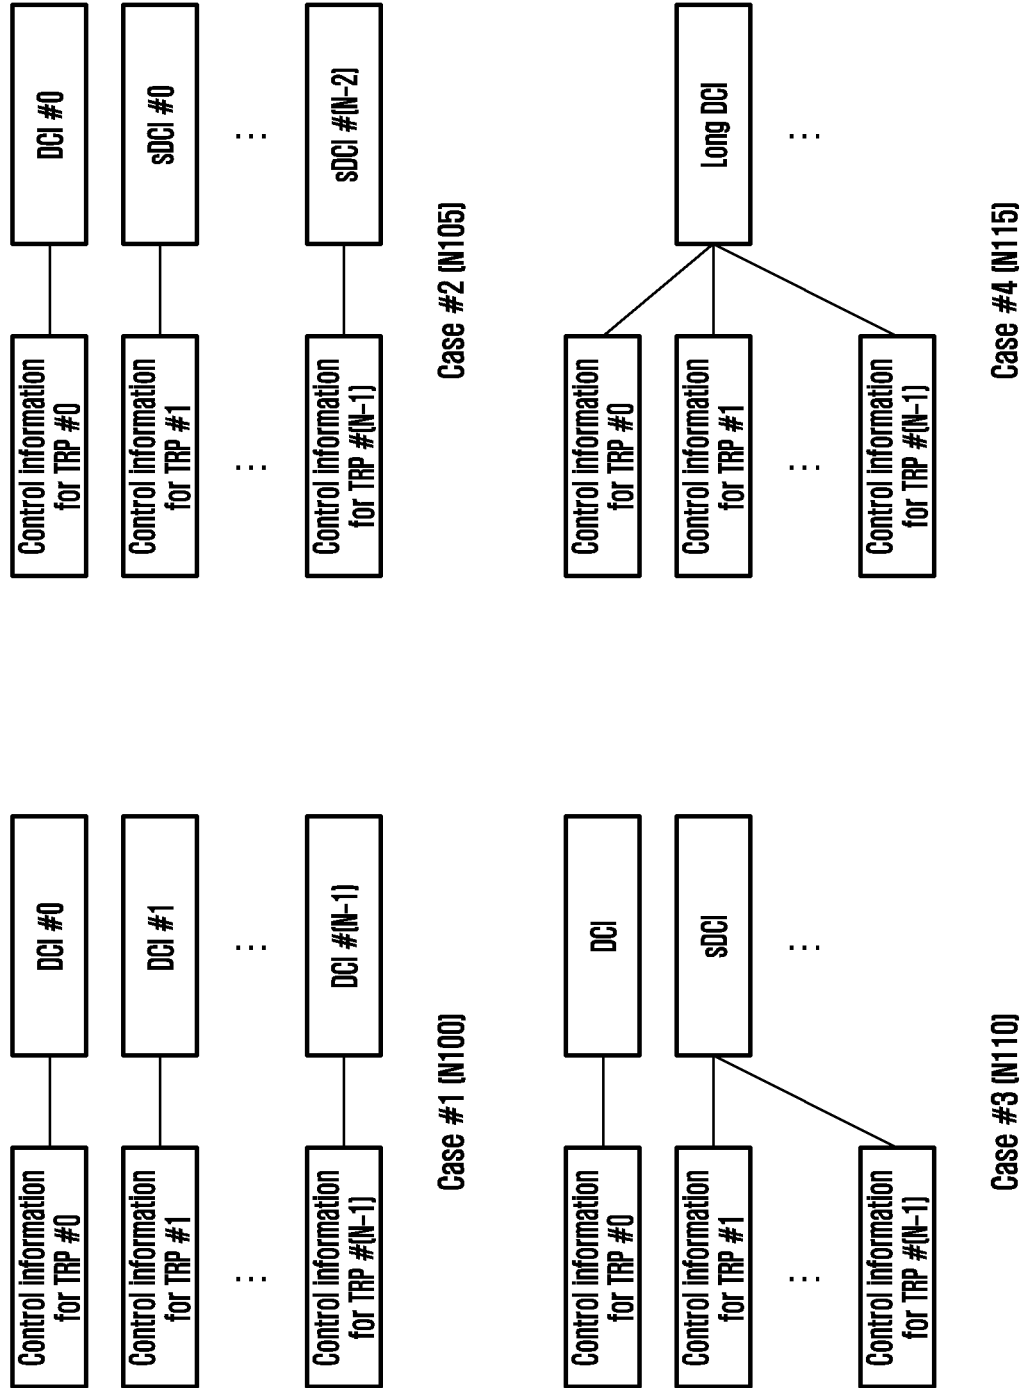 Control information
for TRP #0
DCI #0
Control information
for TRP #1
DCI #1
⋮
⋮
Control information
for TRP #(N-1)
DCI #(N-1)
Case #1 (N100)
Control information
for TRP #0
DCI #0
Control information
for TRP #1
sDCI #0
⋮
⋮
Control information
for TRP #(N-1)
sDCI #(N-2)
Case #2 (N105)
Control information
for TRP #0
DCI
Control information
for TRP #1
sDCI
⋮
⋮
Control information
for TRP #(N-1)
Case #3 (N110)
Control information
for TRP #0
Control information
for TRP #1
Long DCI
⋮
⋮
Control information
for TRP #(N-1)
Case #4 (N115)